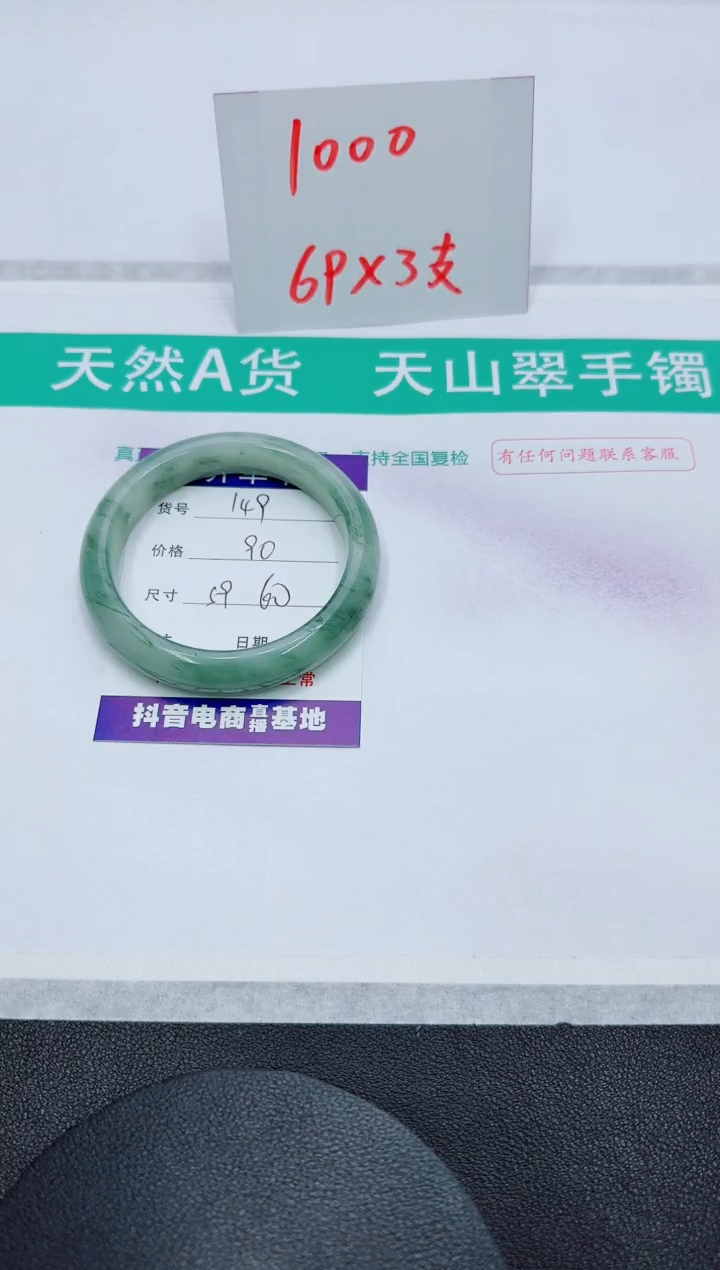 1000
6P×3支
天然A货 天山翠手镯
真 支持全国复检
有任何问题联系客服
货号 149
价格 90
尺寸 59 60
日期
常
抖音电商直播基地